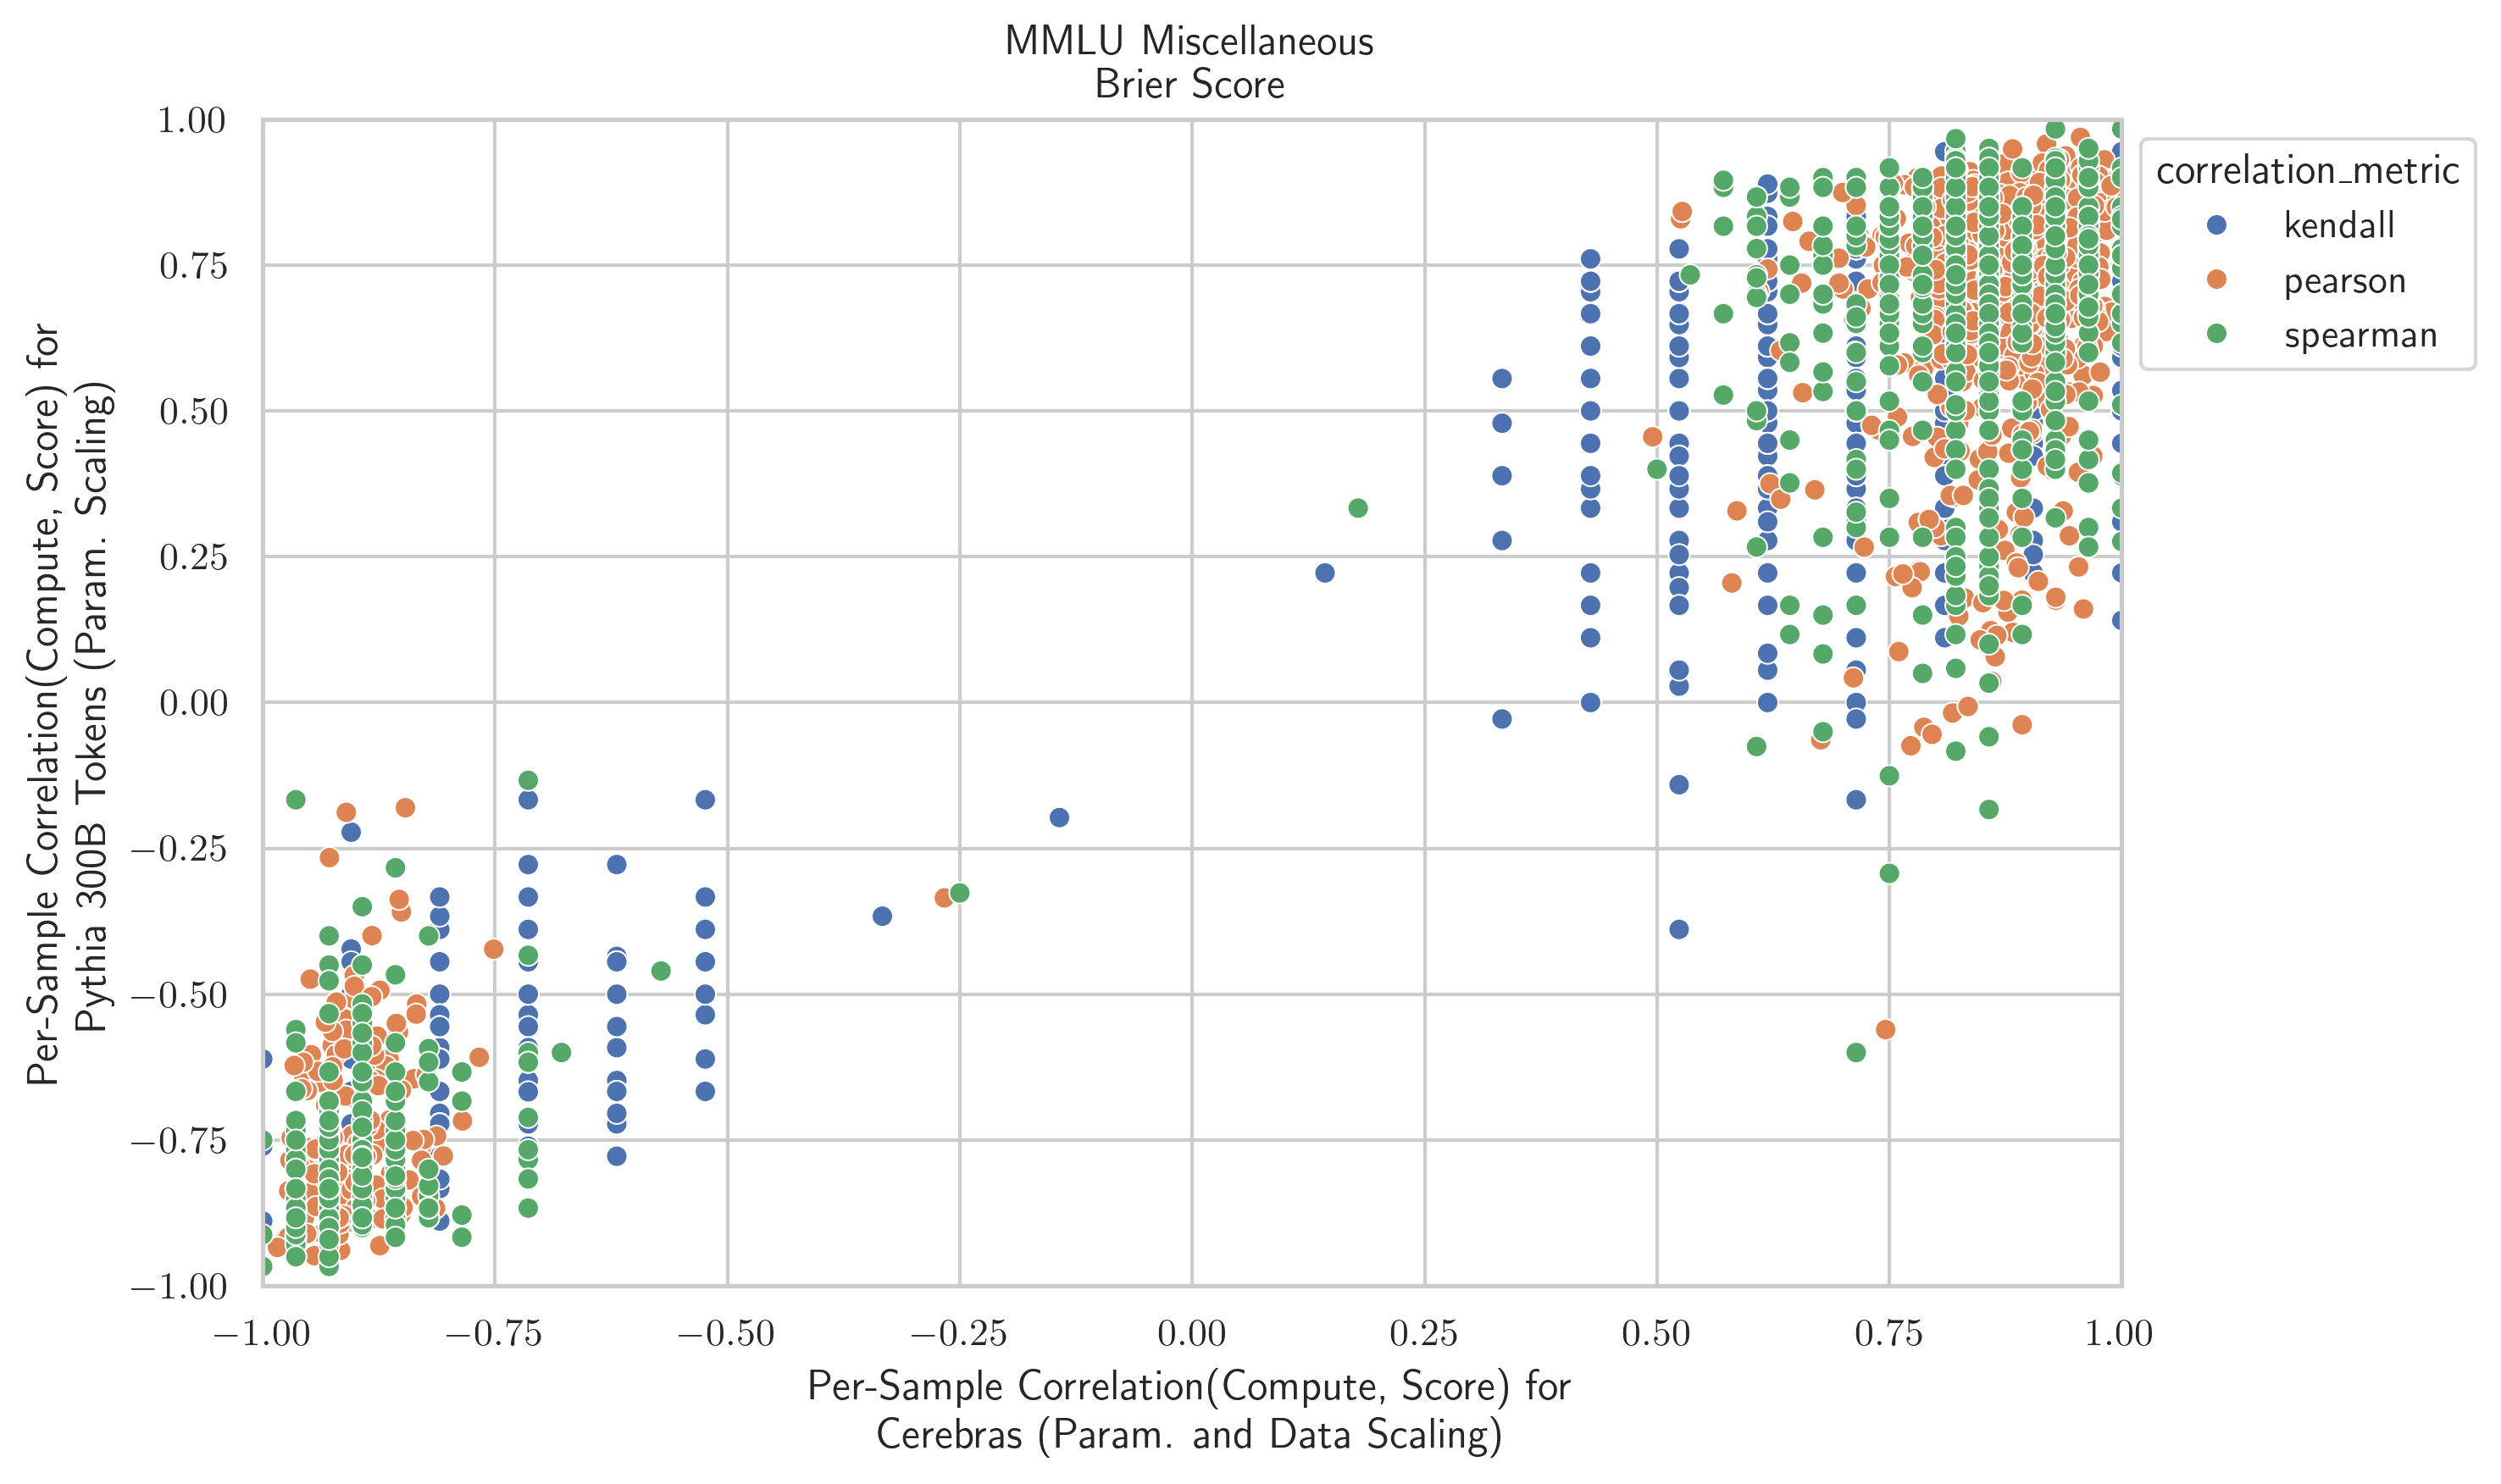 MMLU Miscellaneous
Brier Score
1.00
0.75
0.50
0.25
0.00
−0.25
−0.50
−0.75
−1.00
−1.00
−0.75
−0.50
−0.25
0.00
0.25
0.50
0.75
1.00
Per-Sample Correlation(Compute, Score) for
Pythia 300B Tokens (Param. Scaling)
Per-Sample Correlation(Compute, Score) for
Cerebras (Param. and Data Scaling)
correlation_metric
kendall
pearson
spearman